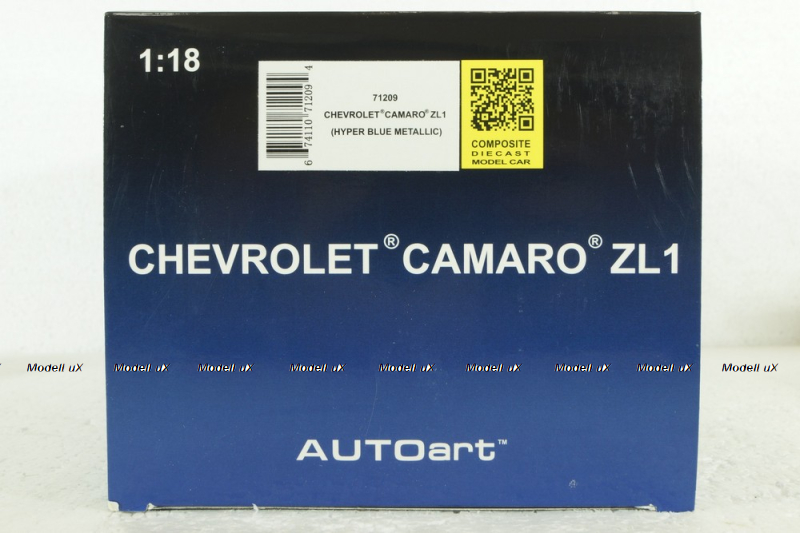 1:18
6 74110 71209 4
71209
CHEVROLET® CAMARO® ZL1
(HYPER BLUE METALLIC)
COMPOSITE
DIECAST
MODEL CAR
CHEVROLET® CAMARO® ZL1
Modell uX Modell uX Modell uX Modell uX Modell uX Modell uX Modell uX Modell uX Modell uX
AUTOart™